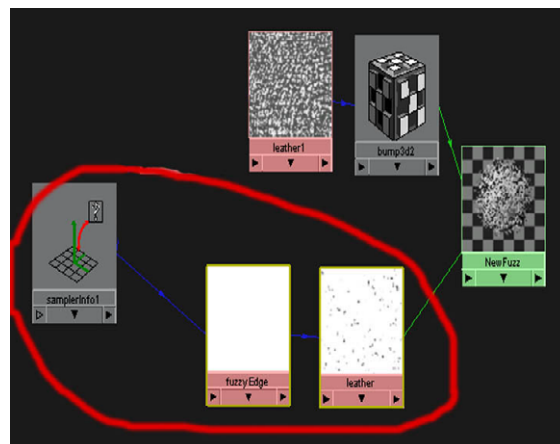 leather1
bump3d2
NewFuzz
samplerInfo1
fuzzyEdge
leather